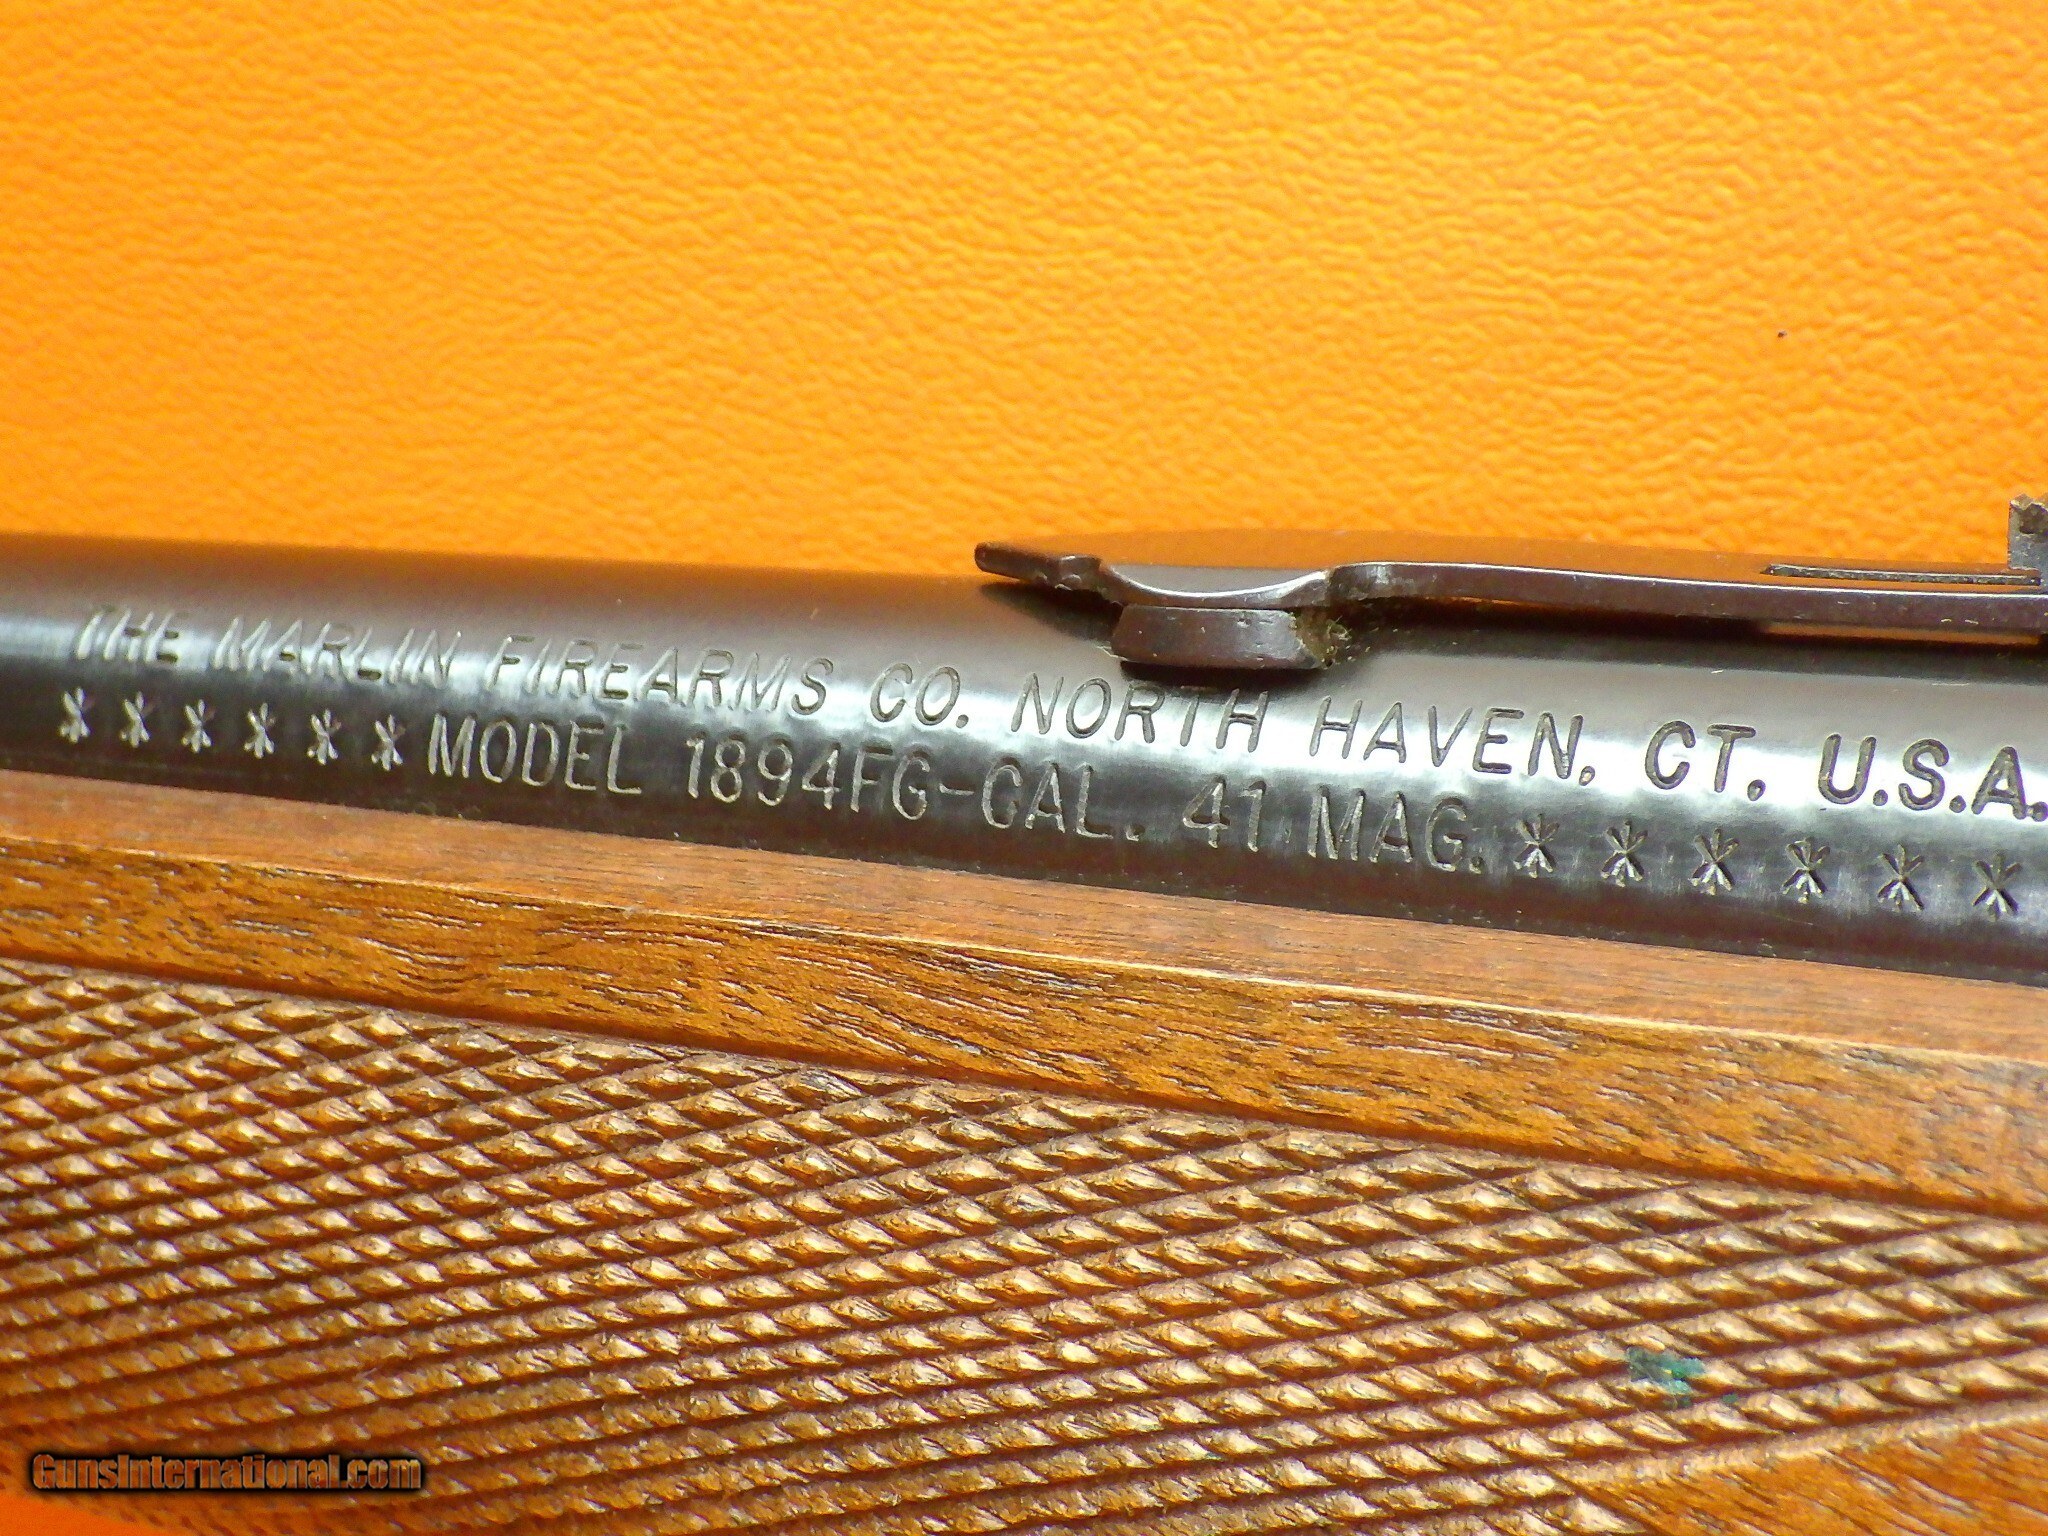 THE MARLIN FIREARMS CO. NORTH HAVEN, CT. U.S.A.
******MODEL 1894FG-CAL. 41 MAG.******
GunsInternational.com